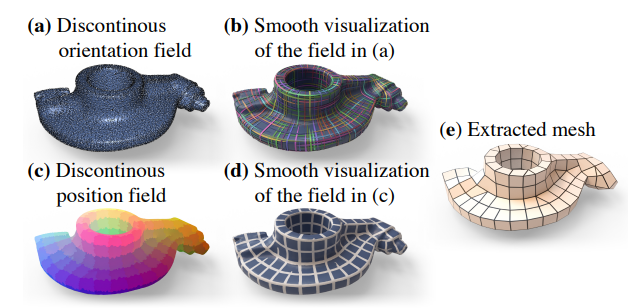 (a) Discontinous
orientation field
(b) Smooth visualization
of the field in (a)
(c) Discontinous
position field
(d) Smooth visualization
of the field in (c)
(e) Extracted mesh